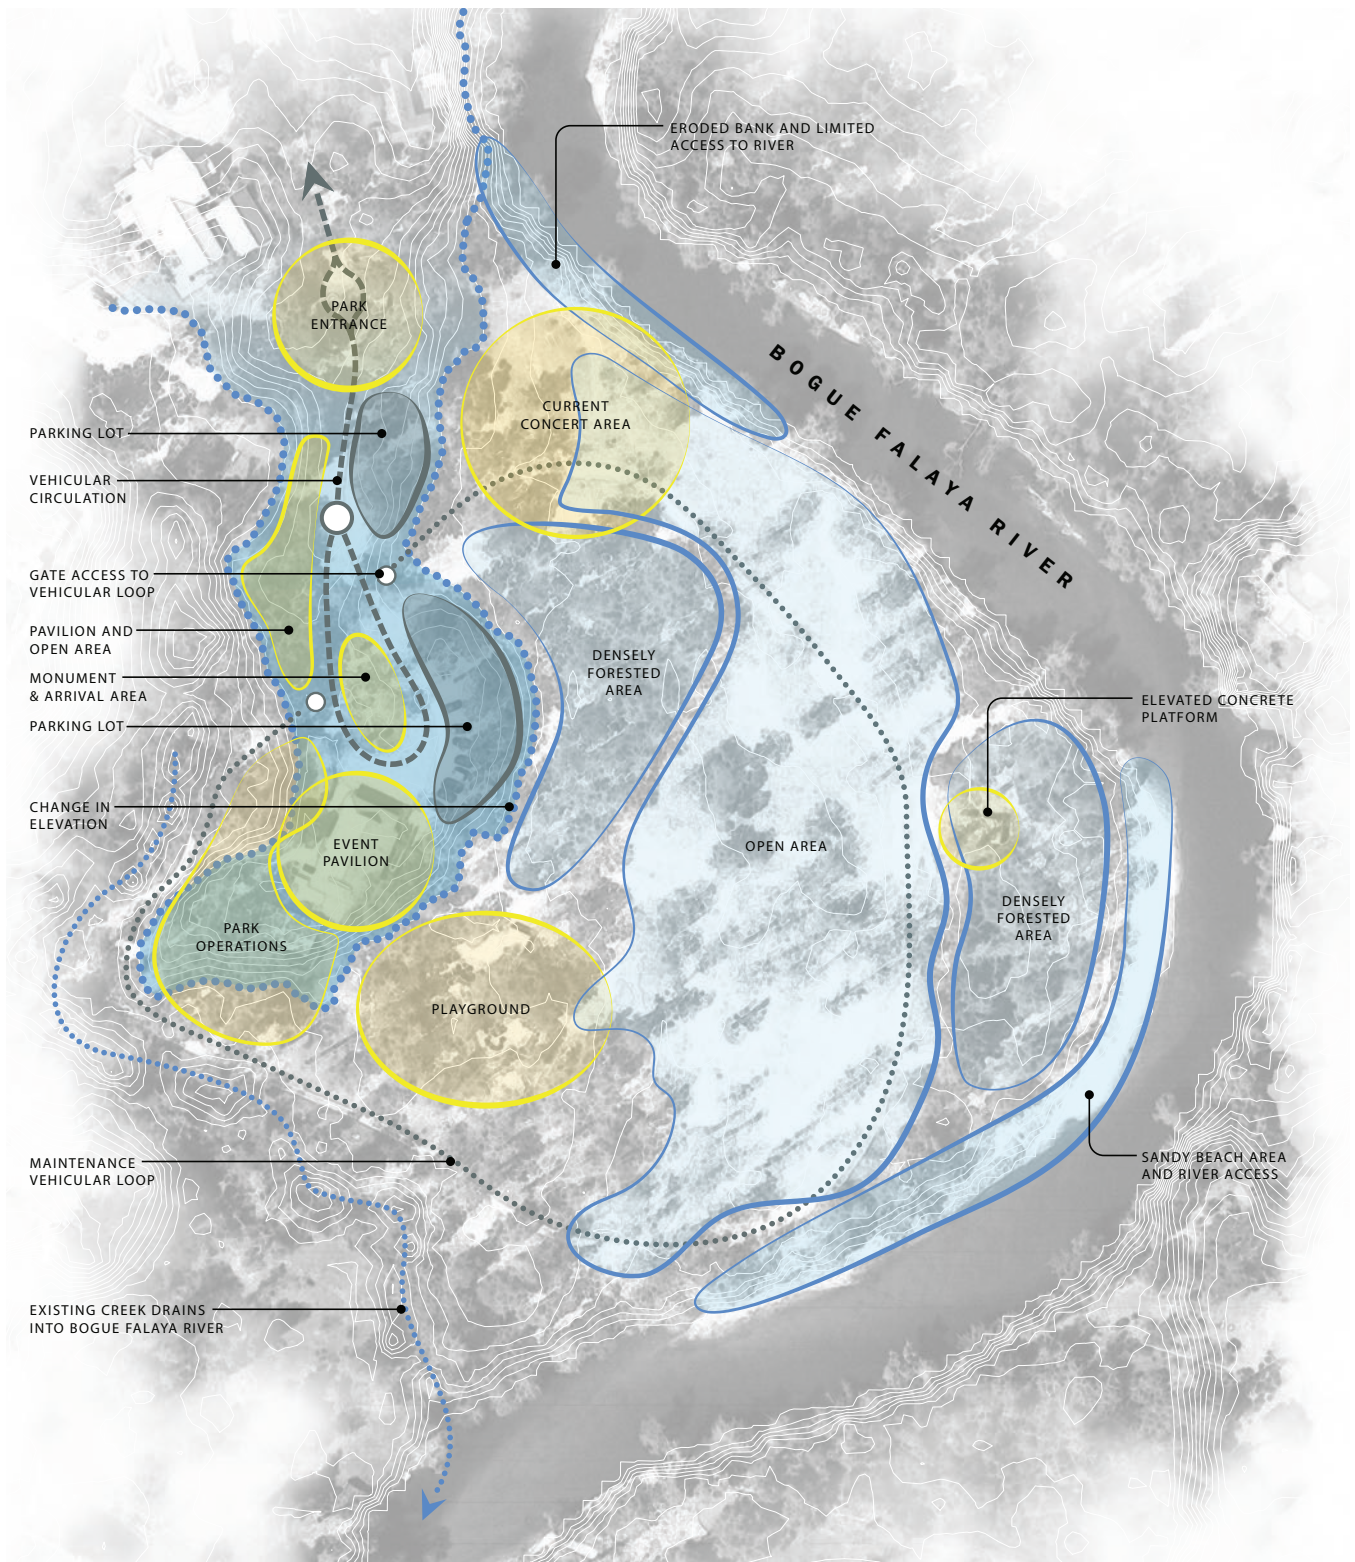 ERODED BANK AND LIMITED
ACCESS TO RIVER
PARK
ENTRANCE
BOGUE FALAYA RIVER
CURRENT
CONCERT AREA
PARKING LOT
VEHICULAR
CIRCULATION
GATE ACCESS TO
VEHICULAR LOOP
PAVILION AND
OPEN AREA
MONUMENT
& ARRIVAL AREA
PARKING LOT
DENSELY
FORESTED
AREA
ELEVATED CONCRETE
PLATFORM
CHANGE IN
ELEVATION
EVENT
PAVILION
OPEN AREA
DENSELY
FORESTED
AREA
PARK
OPERATIONS
PLAYGROUND
MAINTENANCE
VEHICULAR LOOP
SANDY BEACH AREA
AND RIVER ACCESS
EXISTING CREEK DRAINS
INTO BOGUE FALAYA RIVER